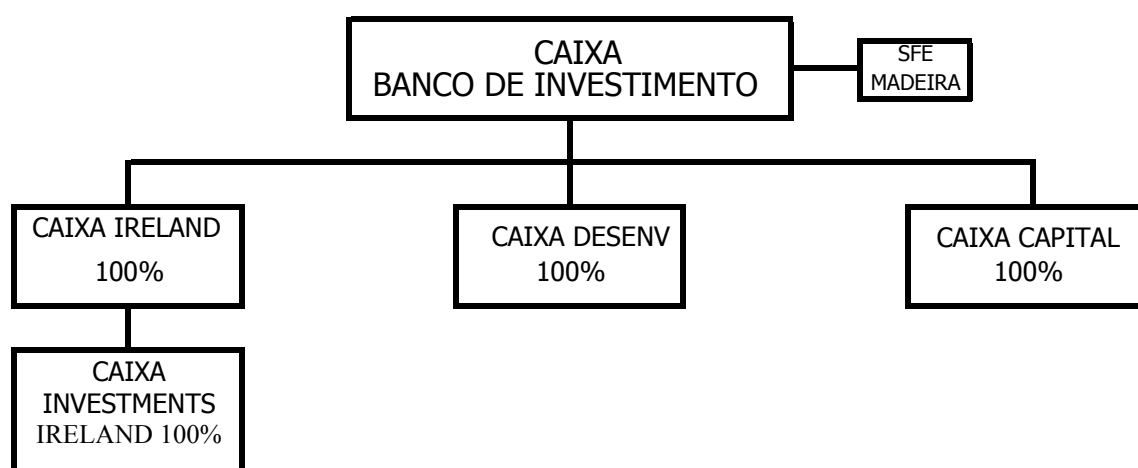 CAIXA
BANCO DE INVESTIMENTO
SFE
MADEIRA
CAIXA IRELAND
100%
CAIXA DESENV
100%
CAIXA CAPITAL
100%
CAIXA
INVESTMENTS
IRELAND 100%